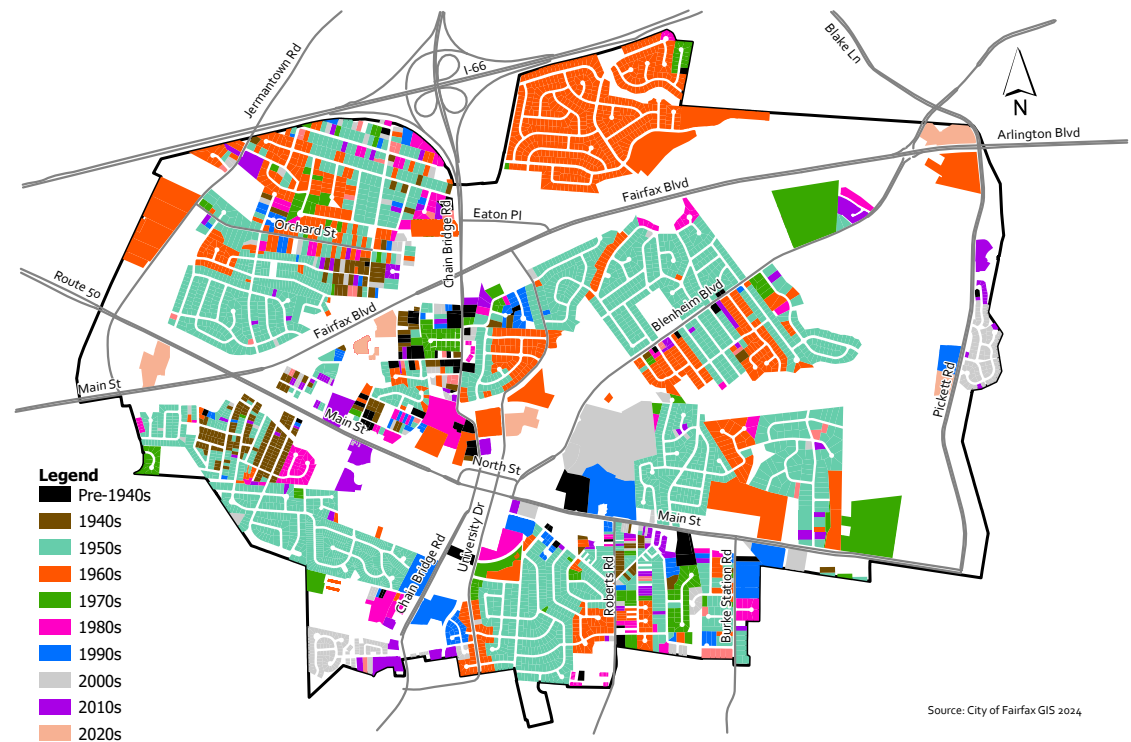 Jermantown Rd
I-66
Blake Ln
N
Arlington Blvd
Fairfax Blvd
Eaton Pl
Chain Bridge Rd
Orchard St
Route 50
Fairfax Blvd
Blenheim Blvd
Main St
Pickett Rd
Main St
North St
Main St
University Dr
Chain Bridge Rd
Roberts Rd
Burke Station Rd
Legend
Pre-1940s
1940s
1950s
1960s
1970s
1980s
1990s
2000s
2010s
2020s
Source: City of Fairfax GIS 2024